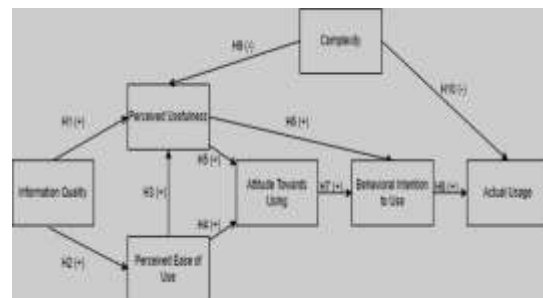 Complexity
H9 (-)
H10 (-)
Perceived Usefulness
H1 (+)
H6 (+)
H5 (+)
Information Quality
H3 (+)
Attitude Towards
Using
H7 (+)
Behavioral Intention
to Use
H8 (+)
Actual Usage
H4 (+)
H2 (+)
Perceived Ease of
Use